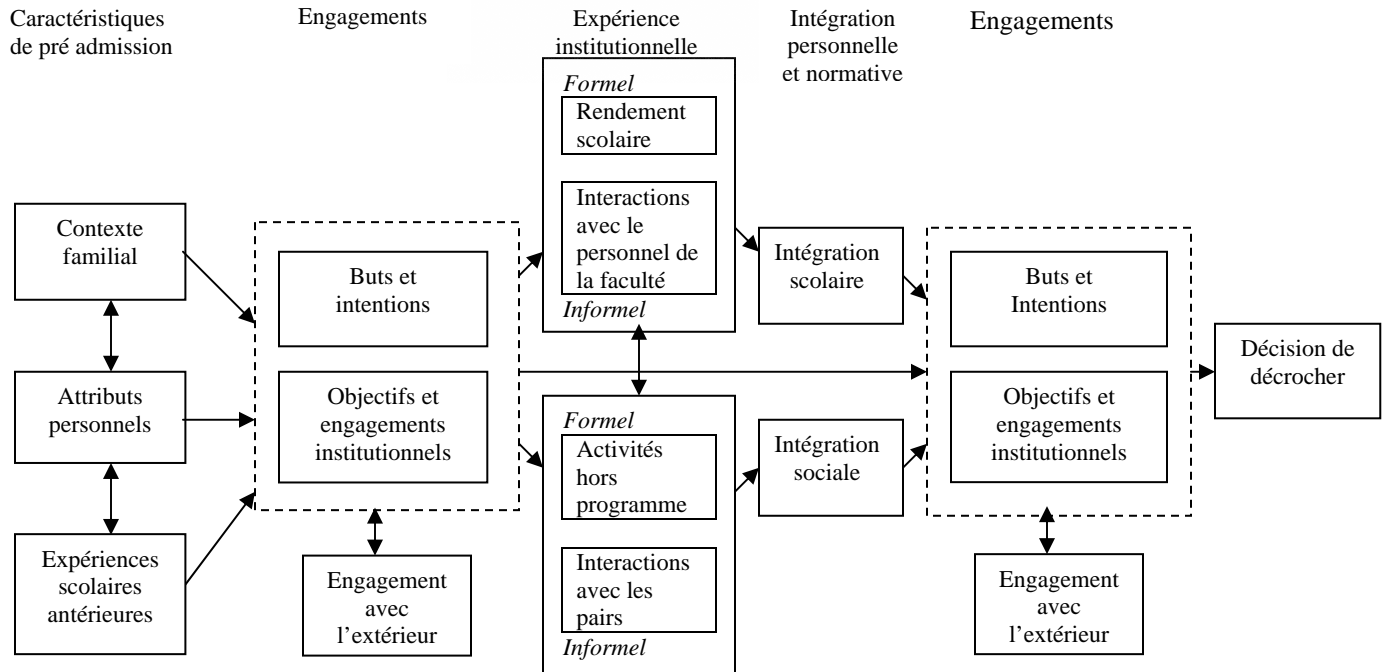 Caractéristiques
de pré admission
Engagements
Expérience
institutionnelle
Intégration
personnelle
et normative
Engagements
Contexte
familial
Attributs
personnels
Expériences
scolaires
antérieures
Buts et
intentions
Objectifs et
engagements
institutionnels
Engagement
avec
l’extérieur
Formel
Rendement
scolaire
Interactions
avec le
personnel de
la faculté
Informel
Formel
Activités
hors
programme
Interactions
avec les
pairs
Informel
Intégration
scolaire
Intégration
sociale
Buts et
Intentions
Objectifs et
engagements
institutionnels
Engagement
avec
l’extérieur
Décision de
décrocher